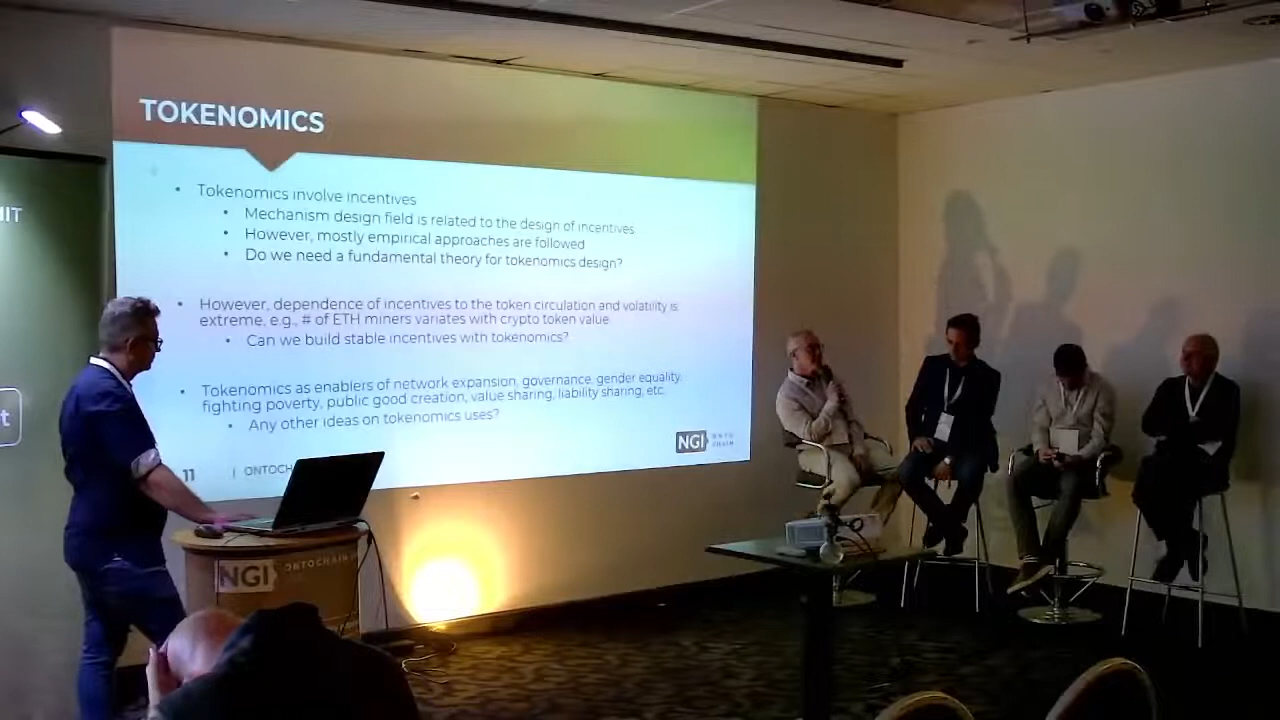 TOKENOMICS
• Tokenomics involve incentives
• Mechanism design field is related to the design of incentives
• However, mostly empirical approaches are followed
• Do we need a fundamental theory for tokenomics design?
• However, dependence of incentives to the token circulation and volatility is
extreme, e.g., # of ETH miners variates with crypto token value
• Can we build stable incentives with tokenomics?
• Tokenomics as enablers of network expansion, governance, gender equality,
fighting poverty, public good creation, value sharing, liability sharing, etc.
• Any other ideas on tokenomics uses?
NGI ONTO
CHAIN
11 | ONTOCH
NGI ONTOCHAIN
IIT
t